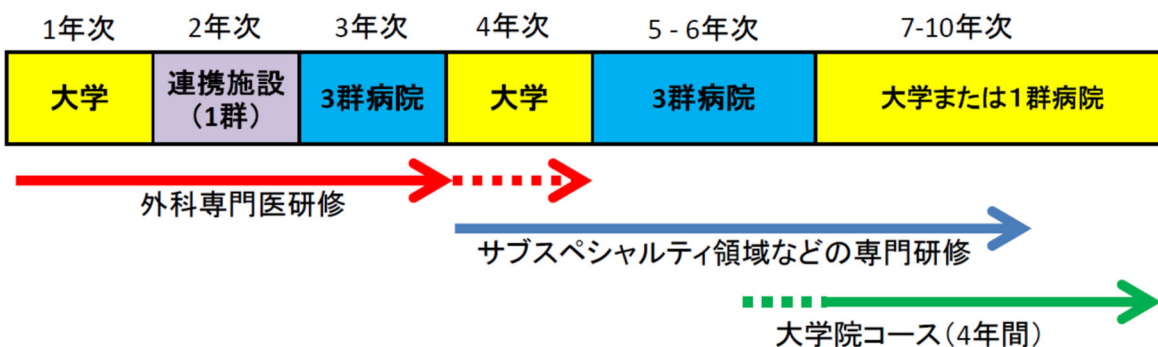 1年次 2年次 3年次 4年次 5 - 6年次 7-10年次
大学 連携施設 3群病院 大学 3群病院 大学または1群病院
(1群)
外科専門医研修
サブスペシャルティ領域などの専門研修
大学院コース(4年間)